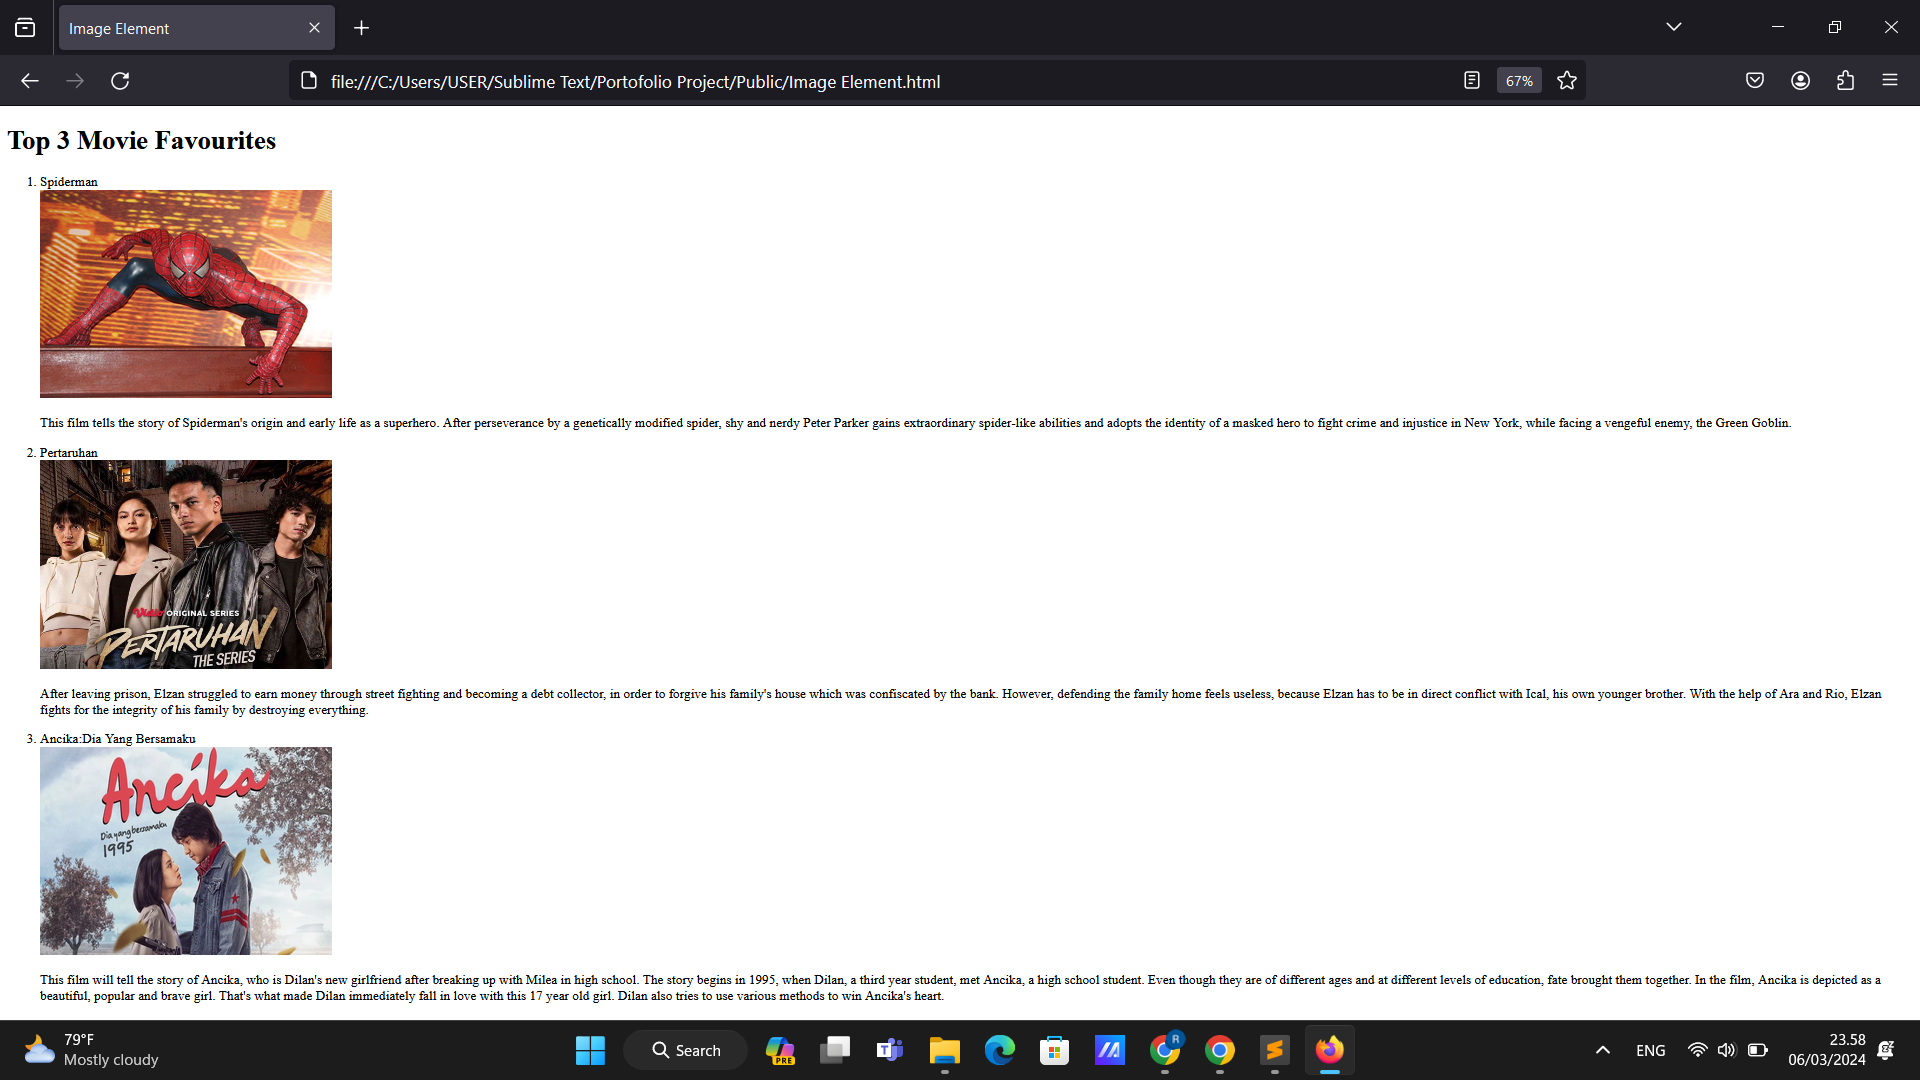 Image Element
file:///C:/Users/USER/Sublime Text/Portofolio Project/Public/Image Element.html
67%
Top 3 Movie Favourites
1. Spiderman
This film tells the story of Spiderman's origin and early life as a superhero. After perseverance by a genetically modified spider, shy and nerdy Peter Parker gains extraordinary spider-like abilities and adopts the identity of a masked hero to fight crime and injustice in New York, while facing a vengeful enemy, the Green Goblin.
2. Pertaruhan
Vidio ORIGINAL SERIES
PERTARUHAN
THE SERIES
After leaving prison, Elzan struggled to earn money through street fighting and becoming a debt collector, in order to forgive his family's house which was confiscated by the bank. However, defending the family home feels useless, because Elzan has to be in direct conflict with Ical, his own younger brother. With the help of Ara and Rio, Elzan
fights for the integrity of his family by destroying everything.
3. Ancika:Dia Yang Bersamaku
Ancika
Dia yang bersamaku
1995
This film will tell the story of Ancika, who is Dilan's new girlfriend after breaking up with Milea in high school. The story begins in 1995, when Dilan, a third year student, met Ancika, a high school student. Even though they are of different ages and at different levels of education, fate brought them together. In the film, Ancika is depicted as a
beautiful, popular and brave girl. That's what made Dilan immediately fall in love with this 17 year old girl. Dilan also tries to use various methods to win Ancika's heart.
79°F
Mostly cloudy
Search
PRE
R
ENG
23.58
06/03/2024